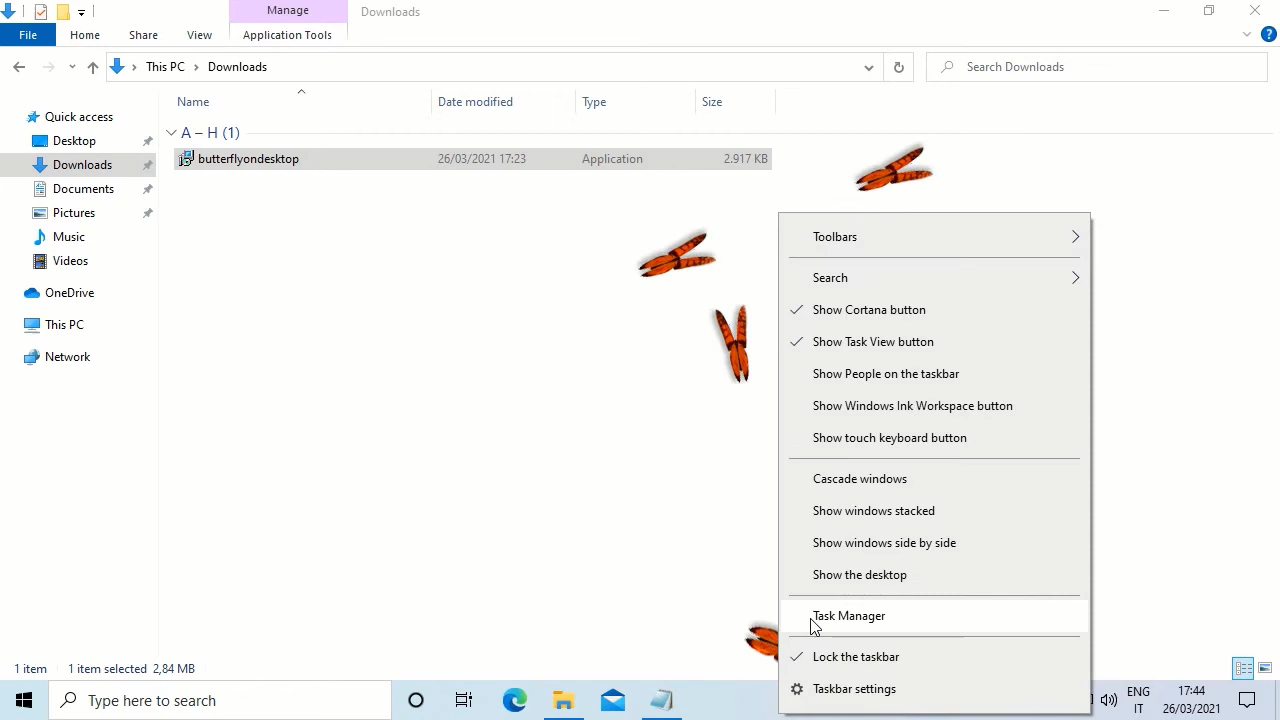 Manage
Downloads
File
Home
Share
View
Application Tools
?
This PC
Downloads
Search Downloads
Name
Date modified
Type
Size
A – H (1)
butterflyondesktop
26/03/2021 17:23
Application
2.917 KB
Quick access
Desktop
Downloads
Documents
Pictures
Music
Videos
OneDrive
This PC
Network
Toolbars
Search
Show Cortana button
Show Task View button
Show People on the taskbar
Show Windows Ink Workspace button
Show touch keyboard button
Cascade windows
Show windows stacked
Show windows side by side
Show the desktop
Task Manager
Lock the taskbar
Taskbar settings
1 item
1 item selected 2,84 MB
Type here to search
ENG
IT
17:44
26/03/2021